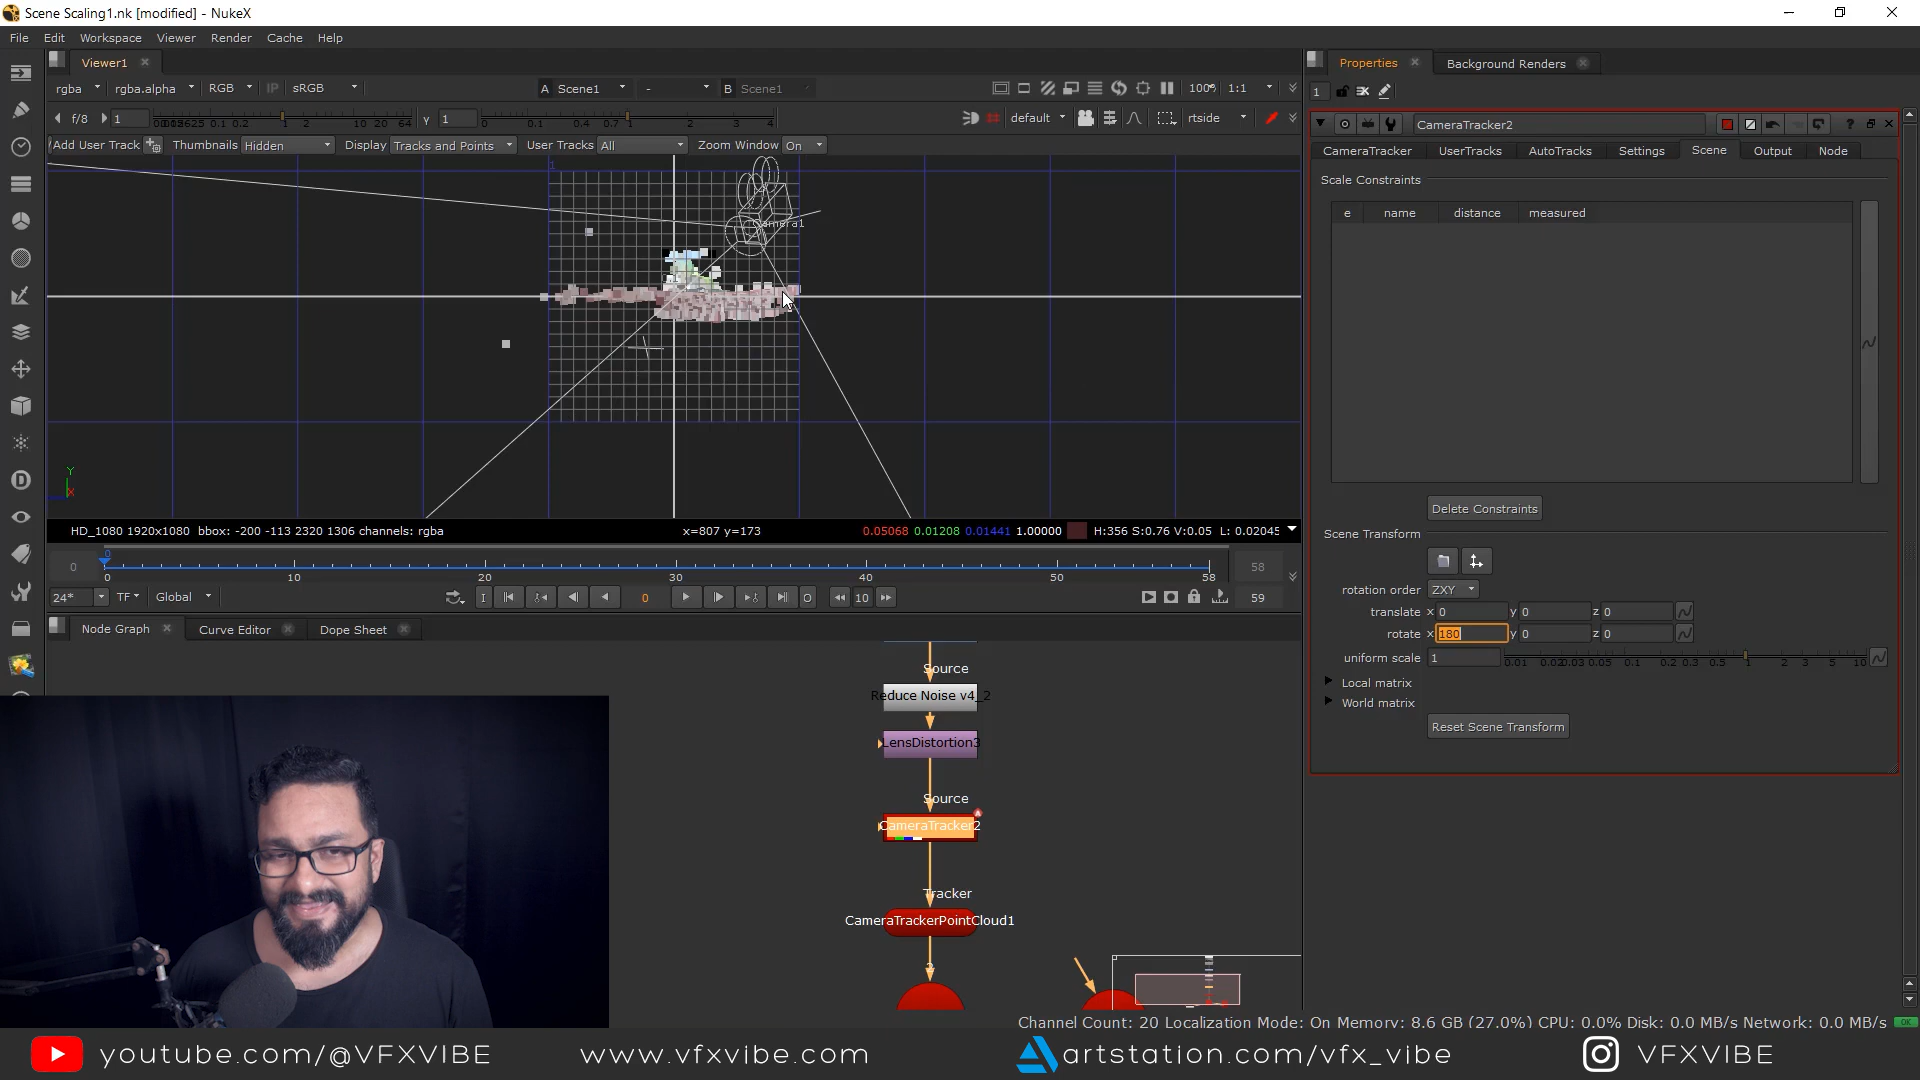 Scene Scaling1.nk [modified] - NukeX
File Edit Workspace Viewer Render Cache Help
Viewer1
rgba rgba.alpha RGB IP sRGB A Scene1 - B Scene1 1:1
f/8 1 y 1 default rtside
Add User Track Thumbnails Hidden Display Tracks and Points User Tracks All Zoom Window On
HD_1080 1920x1080 bbox: -200 -113 2320 1306 channels: rgba x=807 y=173 0.05068 0.01208 0.01441 1.00000 H:356 S:0.76 V:0.05 L: 0.02045
0
0 0 10 20 30 40 50 58 58
24* TF Global I 0 O 10 59
Node Graph Curve Editor Dope Sheet
Source
Reduce Noise v4_2
LensDistortion3
Source
CameraTracker2
Tracker
CameraTrackerPointCloud1
Properties Background Renders
1
CameraTracker2
CameraTracker UserTracks AutoTracks Settings Scene Output Node
Scale Constraints
e name distance measured
Delete Constraints
Scene Transform
rotation order ZXY
translate x 0 y 0 z 0
rotate x 180 y 0 z 0
uniform scale 1
Local matrix
World matrix
Reset Scene Transform
Channel Count: 20 Localization Mode: On Memory: 8.6 GB (27.0%) CPU: 0.0% Disk: 0.0 MB/s Network: 0.0 MB/s
youtube.com/@VFXVIBE www.vfxvibe.com artstation.com/vfx_vibe VFXVIBE